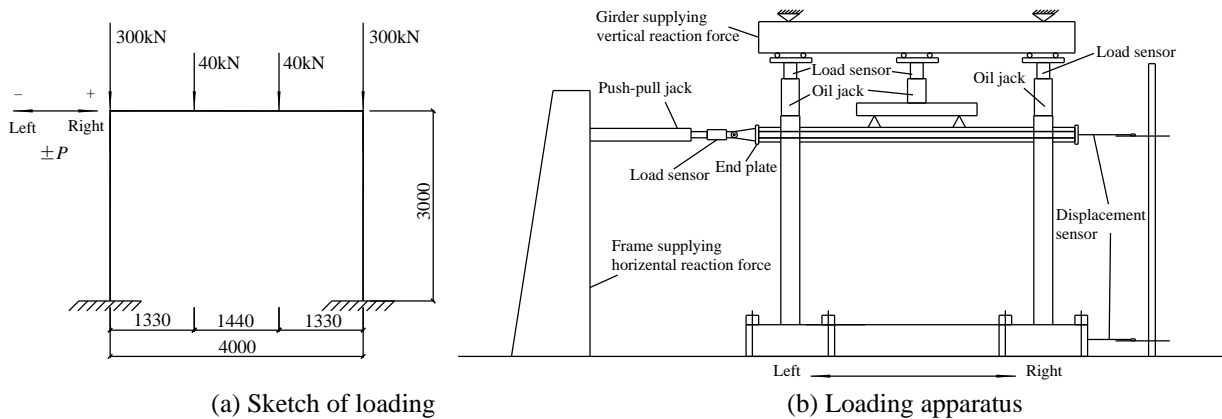 300kN
300kN
40kN
40kN
−
+
Left
Right
±P
3000
1330
1440
1330
4000
(a) Sketch of loading
Girder supplying
vertical reaction force
Load sensor
Load sensor
Oil jack
Oil jack
Push-pull jack
End plate
Load sensor
Displacement
sensor
Frame supplying
horizental reaction force
Left
Right
(b) Loading apparatus